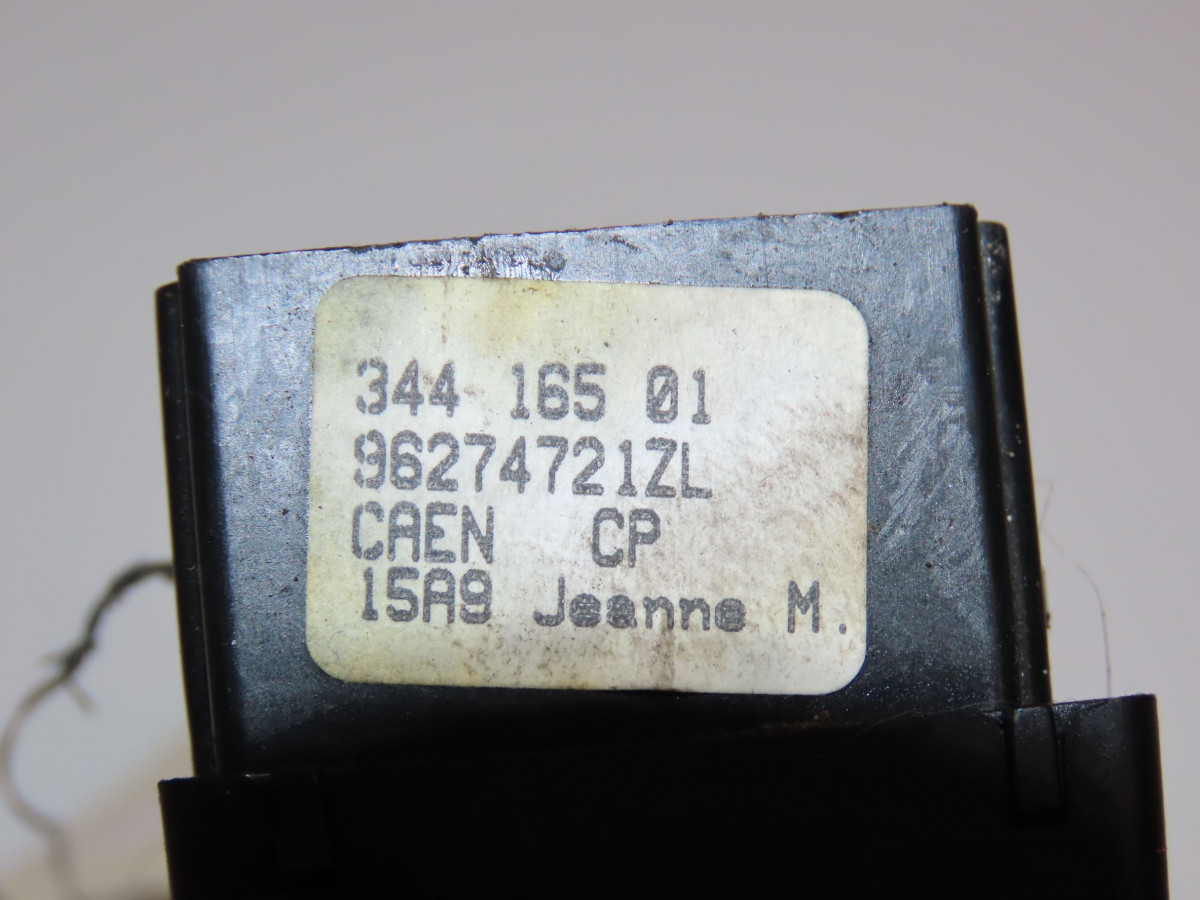 344 165 01
96274721ZL
CAEN CP
15A9 Jeanne M.